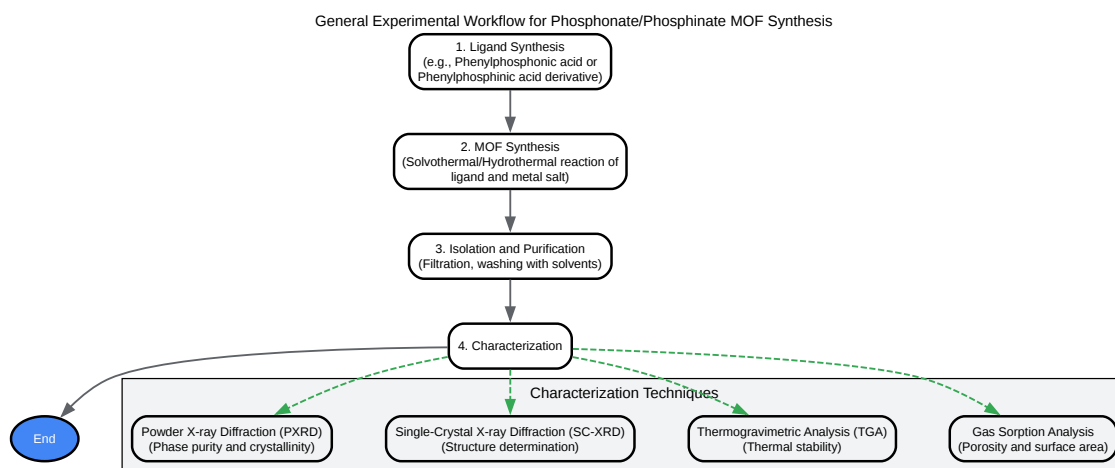 General Experimental Workflow for Phosphonate/Phosphinate MOF Synthesis
1. Ligand Synthesis
(e.g., Phenylphosphonic acid or
Phenylphosphinic acid derivative)
2. MOF Synthesis
(Solvothermal/Hydrothermal reaction of
ligand and metal salt)
3. Isolation and Purification
(Filtration, washing with solvents)
4. Characterization
Characterization Techniques
End
Powder X-ray Diffraction (PXRD)
(Phase purity and crystallinity)
Single-Crystal X-ray Diffraction (SC-XRD)
(Structure determination)
Thermogravimetric Analysis (TGA)
(Thermal stability)
Gas Sorption Analysis
(Porosity and surface area)